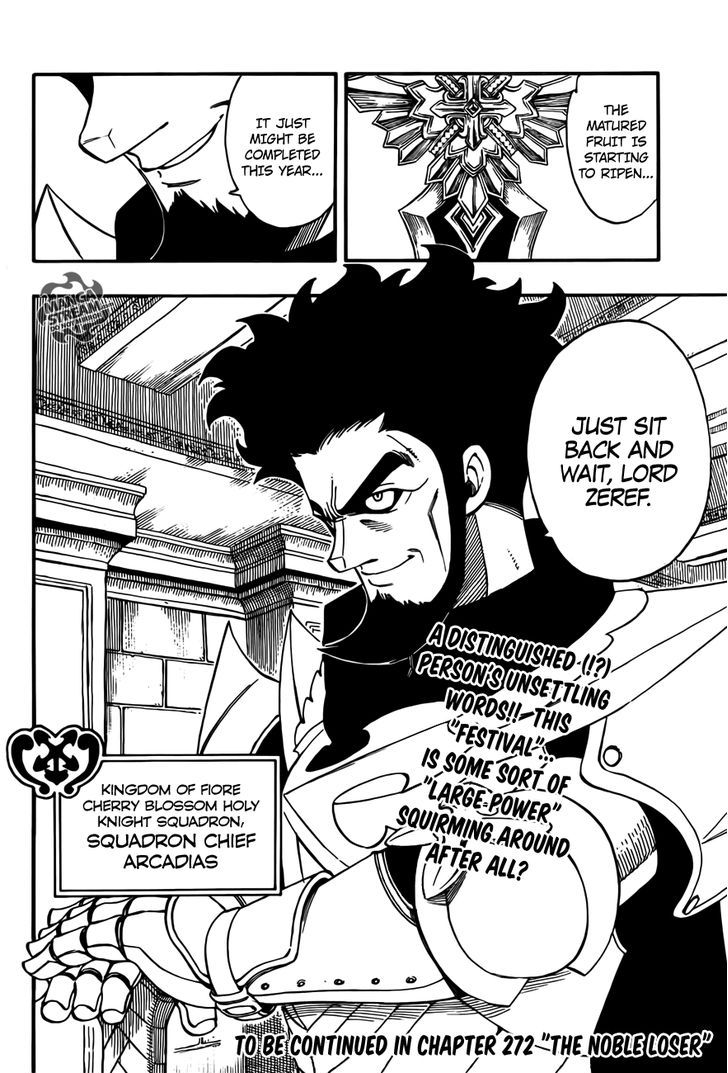 THE
MATURED
FRUIT IS
STARTING
TO RIPEN...
IT JUST
MIGHT BE
COMPLETED
THIS YEAR...
MANGA
STREAM
JUST SIT
BACK AND
WAIT, LORD
ZEREF.
A DISTINGUISHED (!?)
PERSON'S UNSETTLING
WORDS!! THIS
"FESTIVAL"...
IS SOME SORT OF
"LARGE POWER"
SQUIRMING AROUND
AFTER ALL?
KINGDOM OF FIORE
CHERRY BLOSSOM HOLY
KNIGHT SQUADRON,
SQUADRON CHIEF
ARCADIAS
TO BE CONTINUED IN CHAPTER 272 "THE NOBLE LOSER"